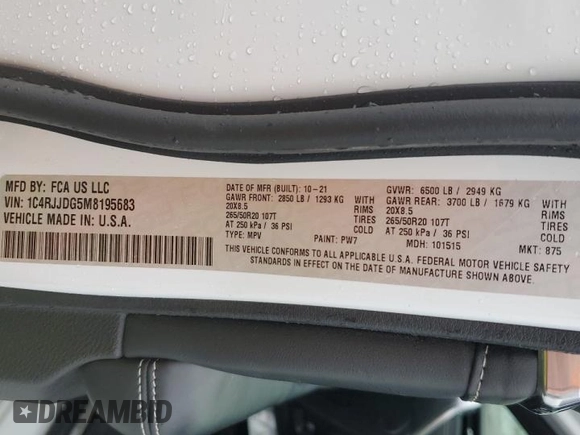 MFD BY: FCA US LLC
VIN: 1C4RJJDG5M8195683
VEHICLE MADE IN U.S.A.
DATE OF MFR (BUILT): 10-21 GVWR: 6500 LB / 2949 KG
GAWR FRONT: 2850 LB / 1293 KG WITH GAWR REAR: 3700 LB / 1679 KG WITH
20X8.5 RIMS 20X8.5 RIMS
265/50R20 107T TIRES 265/50R20 107T TIRES
AT 250 kPa / 36 PSI COLD AT 250 kPa / 36 PSI COLD
TYPE: MPV PAINT: PW7 MDH: 101515 MKT: 875
THIS VEHICLE CONFORMS TO ALL APPLICABLE U.S.A. FEDERAL MOTOR VEHICLE SAFETY
STANDARDS IN EFFECT ON THE DATE OF MANUFACTURE SHOWN ABOVE.
DREAMBID